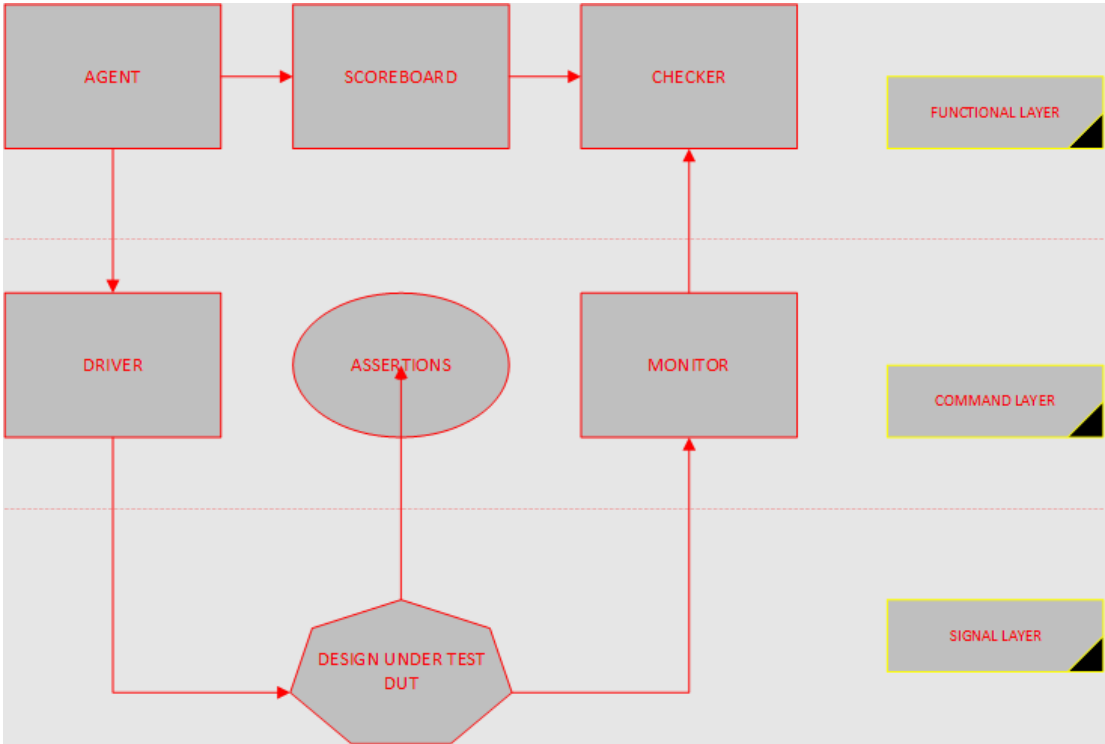 AGENT
SCOREBOARD
CHECKER
FUNCTIONAL LAYER
DRIVER
ASSERTIONS
MONITOR
COMMAND LAYER
DESIGN UNDER TEST
DUT
SIGNAL LAYER